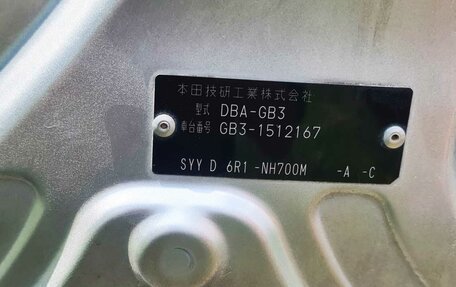 本田技研工業株式会社
型式 DBA-GB3
車台番号 GB3-1512167
SYY D 6R1 -NH700M -A -C